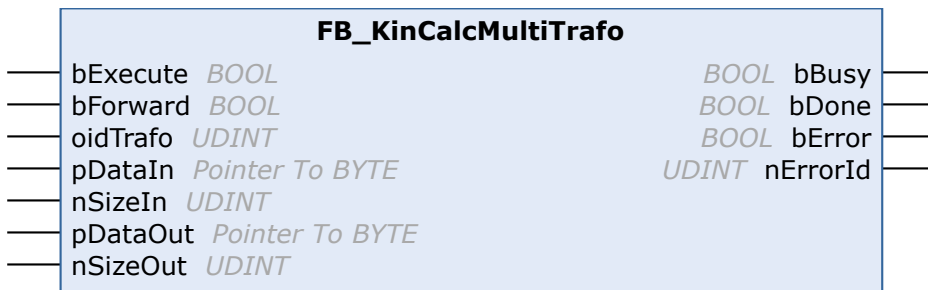 FB_KinCalcMultiTrafo
bExecute BOOL BOOL bBusy
bForward BOOL BOOL bDone
oidTrafo UDINT BOOL bError
pDataIn Pointer To BYTE UDINT nErrorId
nSizeIn UDINT
pDataOut Pointer To BYTE
nSizeOut UDINT